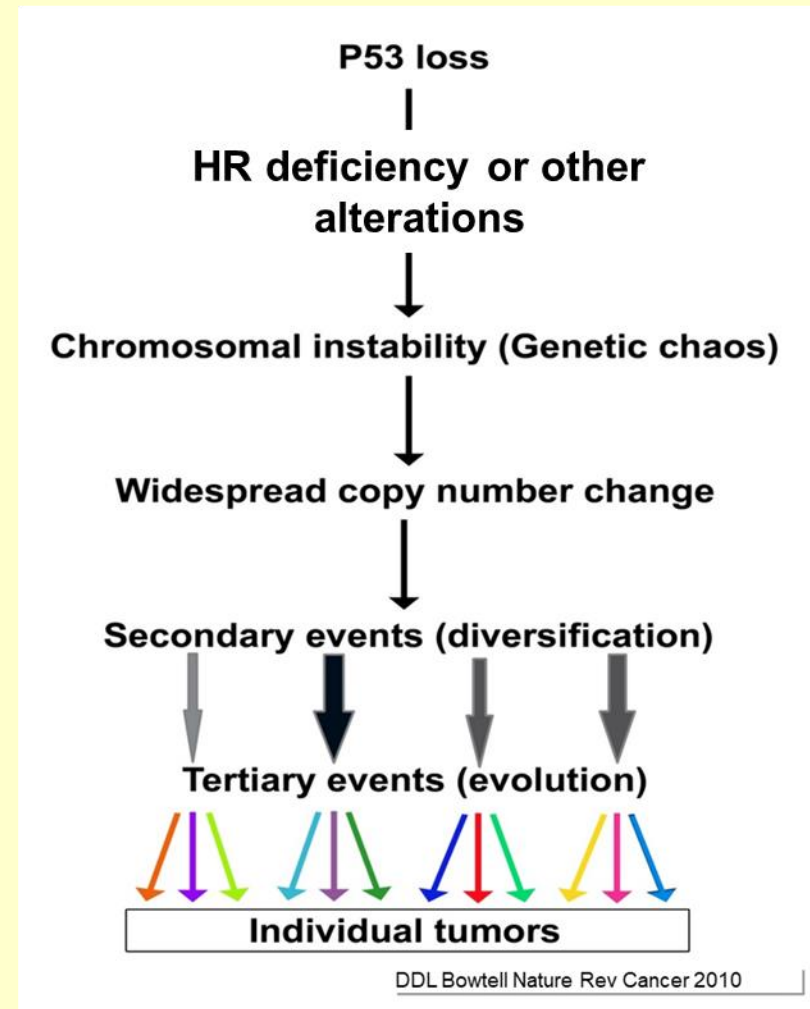 P53 loss
HR deficiency or other
alterations
Chromosomal instability (Genetic chaos)
Widespread copy number change
Secondary events (diversification)
Tertiary events (evolution)
Individual tumors
DDL Bowtell Nature Rev Cancer 2010